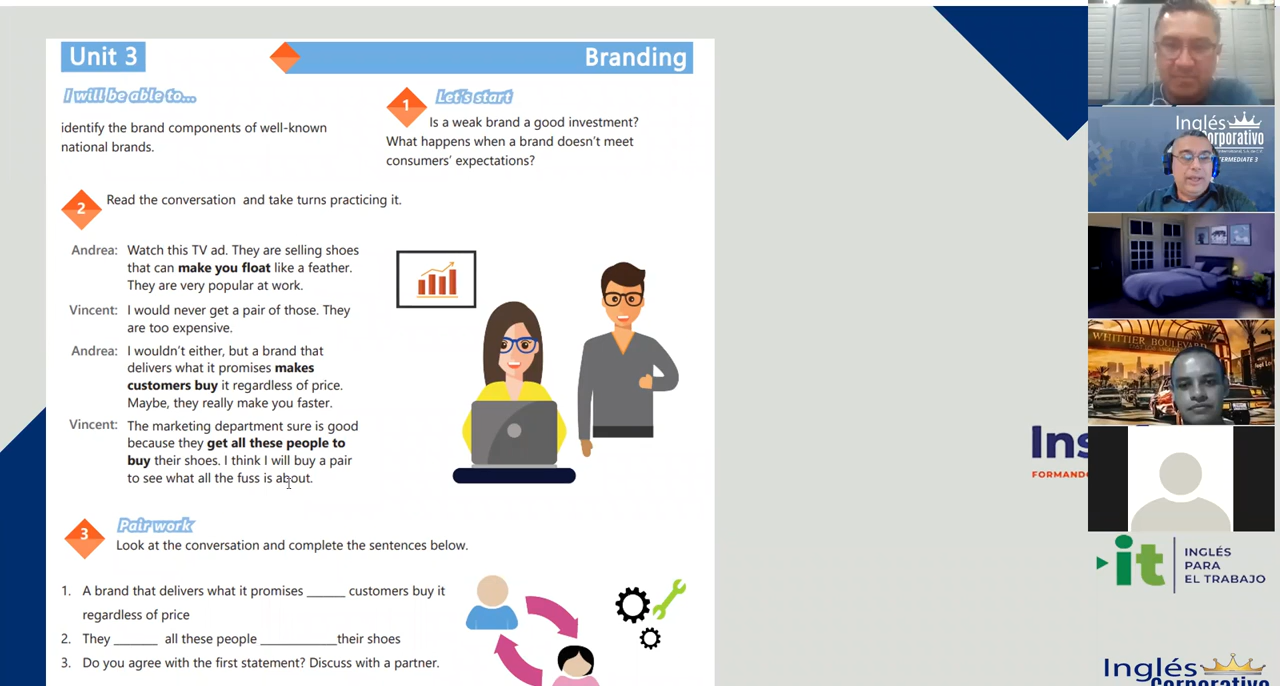 Unit 3
Branding
I will be able to...
identify the brand components of well-known
national brands.
1
Let's start
Is a weak brand a good investment?
What happens when a brand doesn't meet
consumers' expectations?
2
Read the conversation and take turns practicing it.
Andrea: Watch this TV ad. They are selling shoes
that can make you float like a feather.
They are very popular at work.
Vincent: I would never get a pair of those. They
are too expensive.
Andrea: I wouldn't either, but a brand that
delivers what it promises makes
customers buy it regardless of price.
Maybe, they really make you faster.
Vincent: The marketing department sure is good
because they get all these people to
buy their shoes. I think I will buy a pair
to see what all the fuss is about.
3
Pair work
Look at the conversation and complete the sentences below.
1. A brand that delivers what it promises ______ customers buy it
regardless of price
2. They _______ all these people ____________their shoes
3. Do you agree with the first statement? Discuss with a partner.
Inglés
Corporativo
INTERMEDIATE 3
WHITTIER BOULEVARD
In
FORMAND
it
INGLÉS
PARA
EL TRABAJO
Inglés
Corporativo